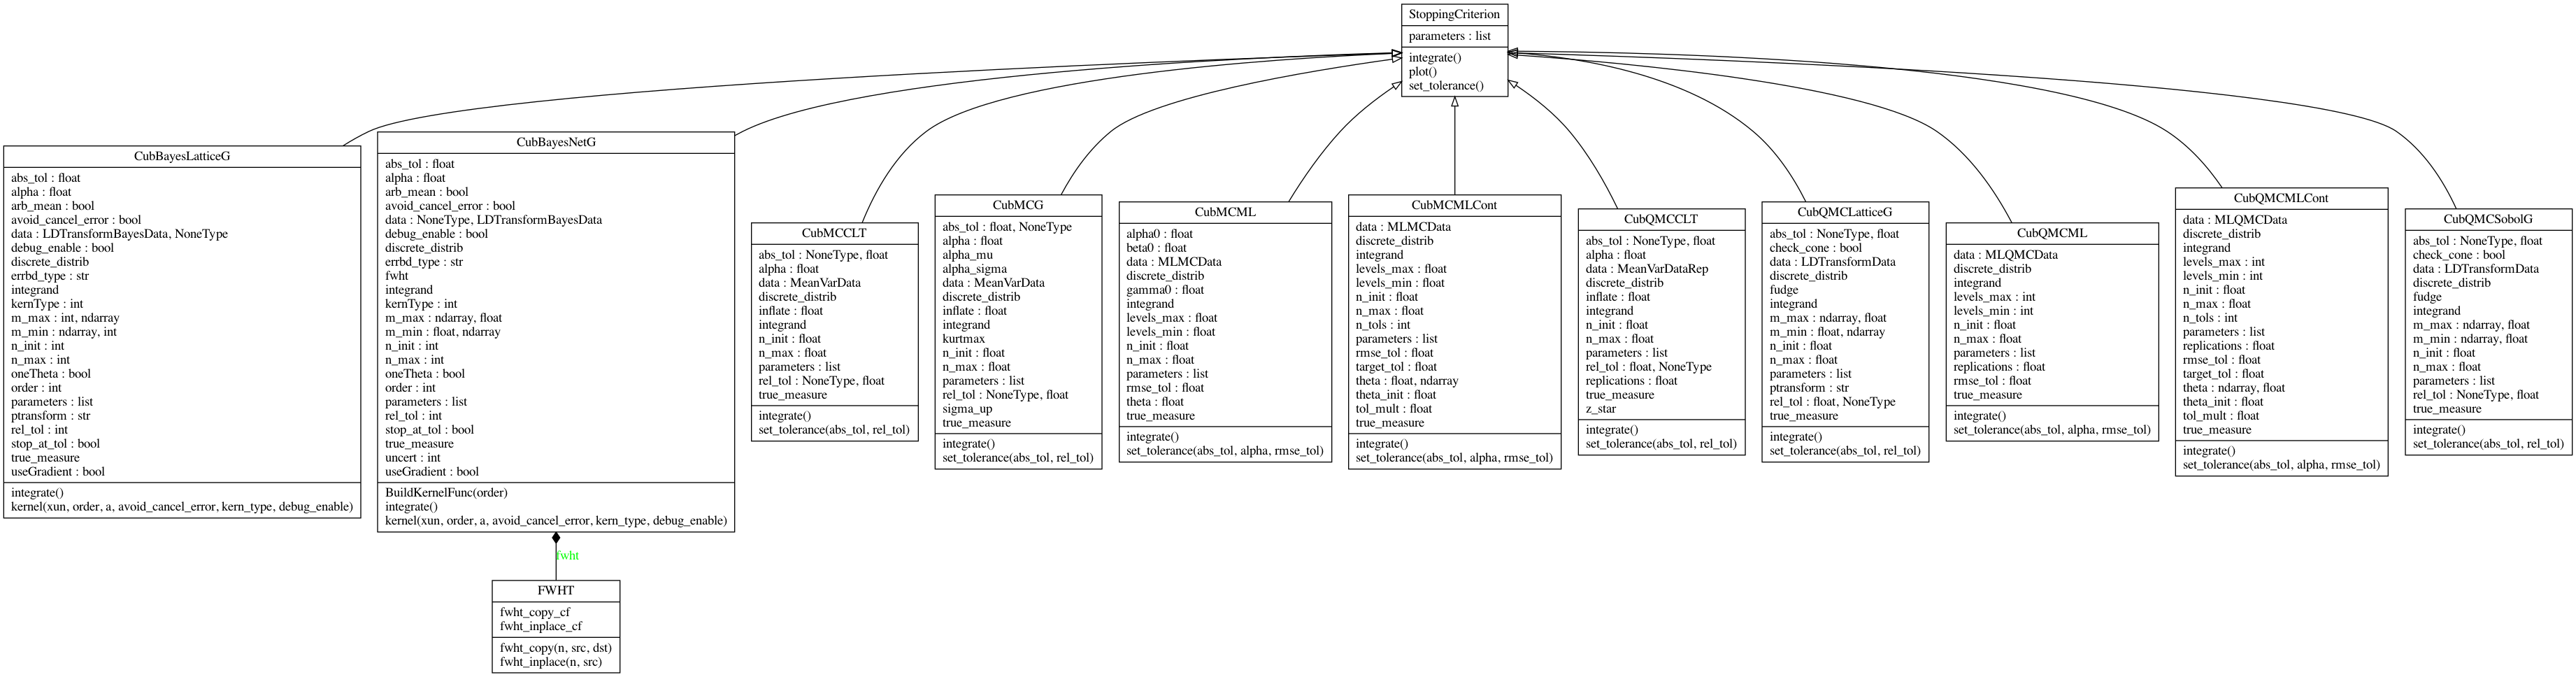 StoppingCriterion
parameters : list
integrate()
plot()
set_tolerance()
CubBayesLatticeG
abs_tol : float
alpha : float
arb_mean : bool
avoid_cancel_error : bool
data : LDTransformBayesData, NoneType
debug_enable : bool
discrete_distrib
errbd_type : str
integrand
kernType : int
m_max : int, ndarray
m_min : ndarray, int
n_init : int
n_max : int
oneTheta : bool
order : int
parameters : list
ptransform : str
rel_tol : int
stop_at_tol : bool
true_measure
useGradient : bool
integrate()
kernel(xun, order, a, avoid_cancel_error, kern_type, debug_enable)
CubBayesNetG
abs_tol : float
alpha : float
arb_mean : bool
avoid_cancel_error : bool
data : NoneType, LDTransformBayesData
debug_enable : bool
discrete_distrib
errbd_type : str
fwht
integrand
kernType : int
m_max : ndarray, float
m_min : float, ndarray
n_init : int
n_max : int
oneTheta : bool
order : int
parameters : list
rel_tol : int
stop_at_tol : bool
true_measure
uncert : int
useGradient : bool
BuildKernelFunc(order)
integrate()
kernel(xun, order, a, avoid_cancel_error, kern_type, debug_enable)
CubMCCLT
abs_tol : NoneType, float
alpha : float
data : MeanVarData
discrete_distrib
inflate : float
integrand
n_init : float
n_max : float
parameters : list
rel_tol : NoneType, float
true_measure
integrate()
set_tolerance(abs_tol, rel_tol)
CubMCG
abs_tol : float, NoneType
alpha : float
alpha_mu
alpha_sigma
data : MeanVarData
discrete_distrib
inflate : float
integrand
kurtmax
n_init : float
n_max : float
parameters : list
rel_tol : NoneType, float
sigma_up
true_measure
integrate()
set_tolerance(abs_tol, rel_tol)
CubMCML
alpha0 : float
beta0 : float
data : MLMCData
discrete_distrib
gamma0 : float
integrand
levels_max : float
levels_min : float
n_init : float
n_max : float
parameters : list
rmse_tol : float
theta : float
true_measure
integrate()
set_tolerance(abs_tol, alpha, rmse_tol)
CubMCMLCont
data : MLMCData
discrete_distrib
integrand
levels_max : float
levels_min : float
n_init : float
n_max : float
n_tols : int
parameters : list
rmse_tol : float
target_tol : float
theta : float, ndarray
theta_init : float
tol_mult : float
true_measure
integrate()
set_tolerance(abs_tol, alpha, rmse_tol)
CubQMCCLT
abs_tol : NoneType, float
alpha : float
data : MeanVarDataRep
discrete_distrib
inflate : float
integrand
n_init : float
n_max : float
parameters : list
rel_tol : float, NoneType
replications : float
true_measure
z_star
integrate()
set_tolerance(abs_tol, rel_tol)
CubQMCLatticeG
abs_tol : NoneType, float
check_cone : bool
data : LDTransformData
discrete_distrib
fudge
integrand
m_max : ndarray, float
m_min : float, ndarray
n_init : float
n_max : float
parameters : list
ptransform : str
rel_tol : float, NoneType
true_measure
integrate()
set_tolerance(abs_tol, rel_tol)
CubQMCML
data : MLQMCData
discrete_distrib
integrand
levels_max : int
levels_min : int
n_init : float
n_max : float
parameters : list
replications : float
rmse_tol : float
true_measure
integrate()
set_tolerance(abs_tol, alpha, rmse_tol)
CubQMCMLCont
data : MLQMCData
discrete_distrib
integrand
levels_max : int
levels_min : int
n_init : float
n_max : float
n_tols : int
parameters : list
replications : float
rmse_tol : float
target_tol : float
theta : ndarray, float
theta_init : float
tol_mult : float
true_measure
integrate()
set_tolerance(abs_tol, alpha, rmse_tol)
CubQMCSobolG
abs_tol : NoneType, float
check_cone : bool
data : LDTransformData
discrete_distrib
fudge
integrand
m_max : ndarray, float
m_min : ndarray, float
n_init : float
n_max : float
parameters : list
rel_tol : NoneType, float
true_measure
integrate()
set_tolerance(abs_tol, rel_tol)
fwht
FWHT
fwht_copy_cf
fwht_inplace_cf
fwht_copy(n, src, dst)
fwht_inplace(n, src)